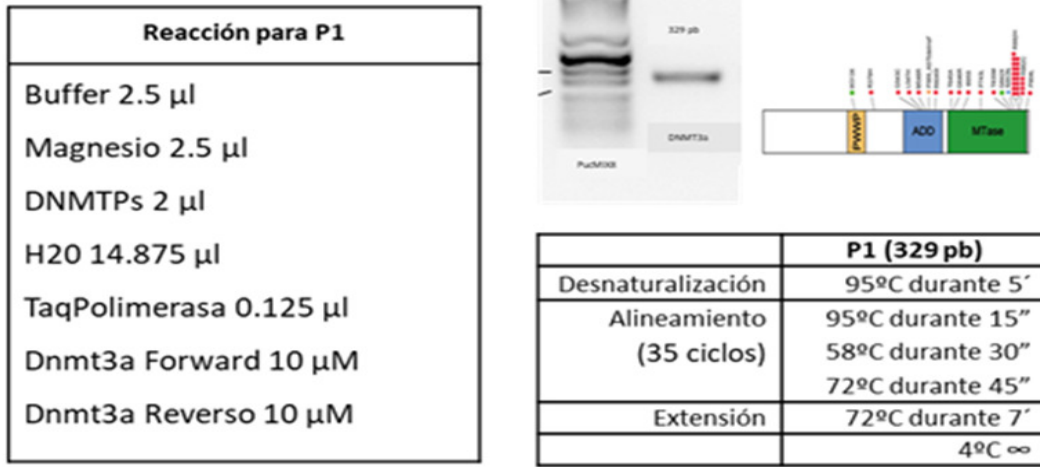 Reacción para P1
Buffer 2.5 µl
Magnesio 2.5 µl
DNMTPs 2 µl
H20 14.875 µl
TaqPolimerasa 0.125 µl
Dnmt3a Forward 10 µM
Dnmt3a Reverso 10 µM
329 pb
DNMT3a
PucMIX8
PWWP
ADD
MTase
P1 (329 pb)
Desnaturalización 95ºC durante 5´
Alineamiento 95ºC durante 15”
(35 ciclos) 58ºC durante 30”
72ºC durante 45”
Extensión 72ºC durante 7´
4ºC ∞